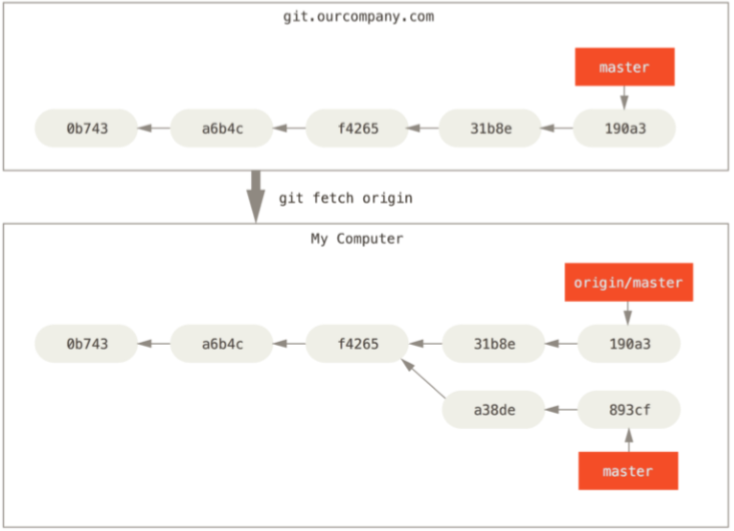 git.ourcompany.com
master
0b743 a6b4c f4265 31b8e 190a3
git fetch origin
My Computer
origin/master
0b743 a6b4c f4265 31b8e 190a3
a38de 893cf
master